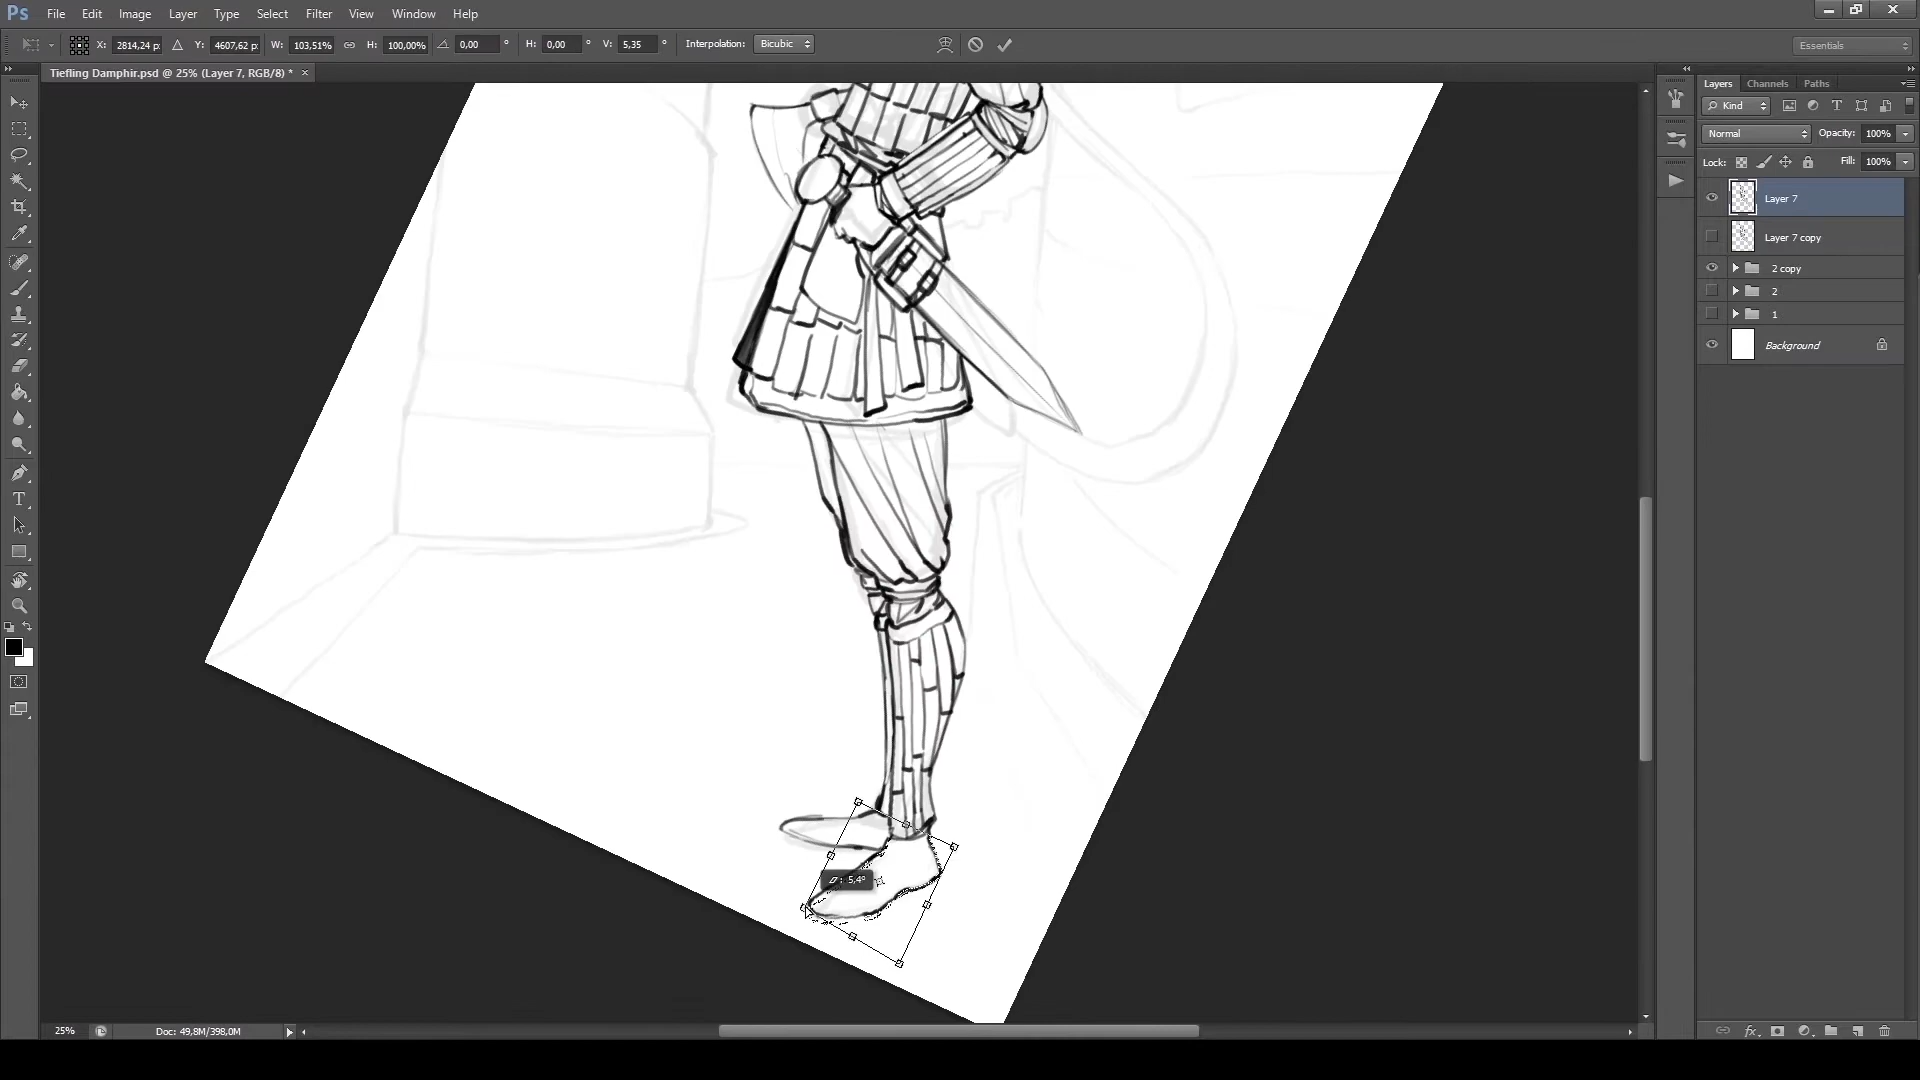 Ps File Edit Image Layer Type Select Filter View Window Help
X: 2814,24 p: Y: 4607,62 p: W: 103,51% H: 100,00% 0,00 ° H: 0,00 ° V: 5,35 ° Interpolation: Bicubic Essentials
Tiefling Damphir.psd @ 25% (Layer 7, RGB/8) * ×
Layers Channels Paths
Kind
Normal Opacity: 100%
Lock: Fill: 100%
Layer 7
Layer 7 copy
2 copy
2
1
Background
5,4°
25% Doc: 49,8M/398,0M